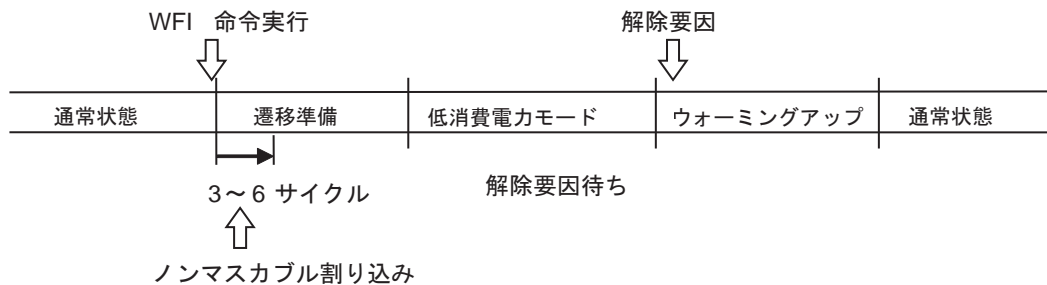 WFI 命令実行
解除要因
通常状態
遷移準備
低消費電力モード
ウォーミングアップ
通常状態
3～6 サイクル
解除要因待ち
ノンマスカブル割り込み